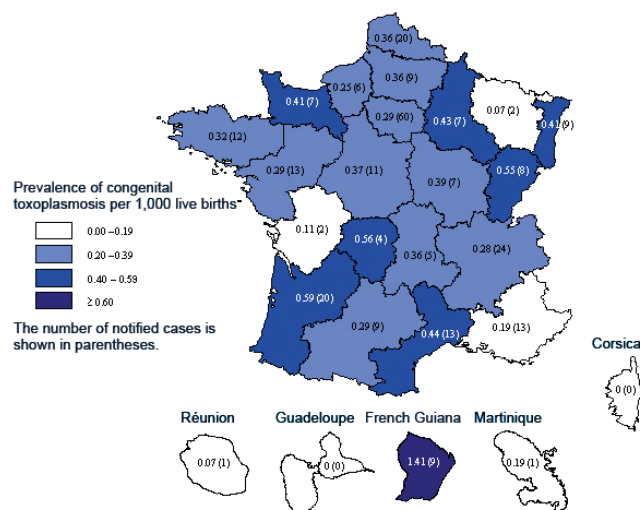 0.36 (20)
0.25 (6)
0.36 (9)
0.41 (7)
0.29 (60)
0.43 (7)
0.07 (2)
0.41 (9)
0.32 (12)
0.29 (13)
0.37 (11)
0.39 (7)
0.55 (8)
Prevalence of congenital
toxoplasmosis per 1,000 live births
0.00 – 0.19
0.20 – 0.39
0.40 – 0.59
≥ 0.60
The number of notified cases is
shown in parentheses.
0.11 (2)
0.56 (4)
0.36 (5)
0.28 (24)
0.59 (20)
0.29 (9)
0.44 (13)
0.19 (13)
Corsica
0 (0)
Réunion
0.07 (1)
Guadeloupe
0 (0)
French Guiana
1.41 (9)
Martinique
0.19 (1)